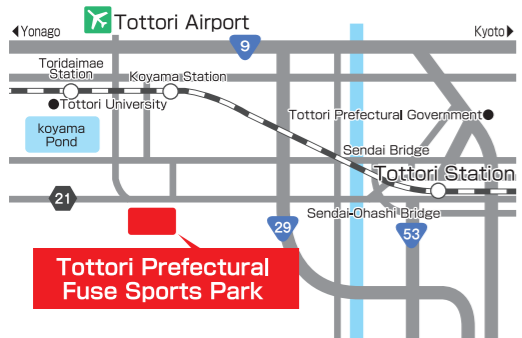 Tottori Airport
Yonago
9
Kyoto
Toridaimae
Station
Koyama Station
Tottori University
Tottori Prefectural Government
koyama
Pond
Sendai Bridge
Tottori Station
21
Sendai-Ohashi Bridge
29
53
Tottori Prefectural
Fuse Sports Park